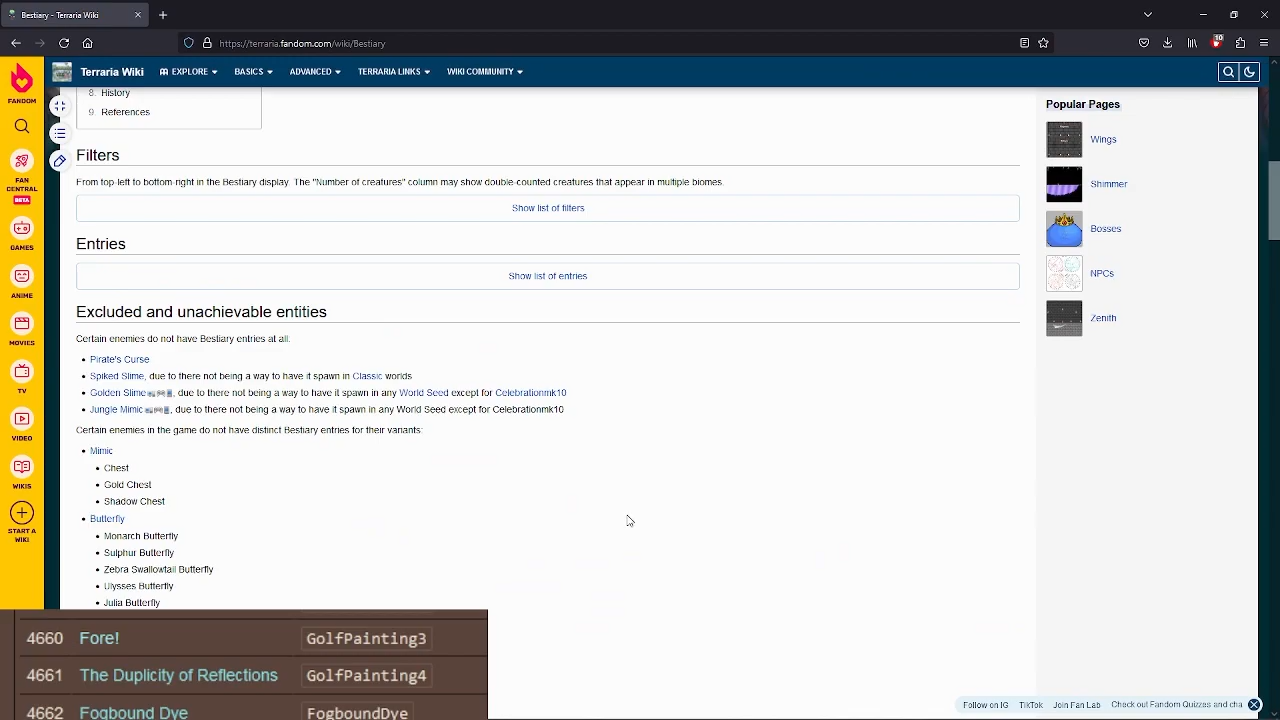 Bestiary - Terraria Wiki
https://terraria.fandom.com/wiki/Bestiary
10
FANDOM
FAN CENTRAL
BETA
GAMES
ANIME
MOVIES
TV
VIDEO
WIKIS
START A WIKI
Terraria Wiki
EXPLORE
BASICS
ADVANCED
TERRARIA LINKS
WIKI COMMUNITY
8. History
9. References
Filters
From top-left to bottom-right in the Bestiary display. The "Number of creatures" column may show double-counted creatures that appear in multiple biomes.
Show list of filters
Entries
Show list of entries
Excluded and unachievable entities
Certain enemies do not have Bestiary entries at all:
Pirate's Curse
Spiked Slime, due to there not being a way to have it spawn in Classic worlds
Golden Slime, due to there not being a way to have it spawn in any World Seed except for Celebrationmk10
Jungle Mimic, due to there not being a way to have it spawn in any World Seed except for Celebrationmk10
Certain enemies in the game do not have distinct Bestiary entries for their variants:
Mimic
Chest
Gold Chest
Shadow Chest
Butterfly
Monarch Butterfly
Sulphur Butterfly
Zebra Swallowtail Butterfly
Ulysses Butterfly
Julia Butterfly
Popular Pages
Wings
Shimmer
Bosses
NPCs
Zenith
4660 Fore! GolfPainting3
4661 The Duplicity of Reflections GolfPainting4
4662 Fogbound Dye FogboundDye
Follow on IG TikTok Join Fan Lab Check out Fandom Quizzes and cha